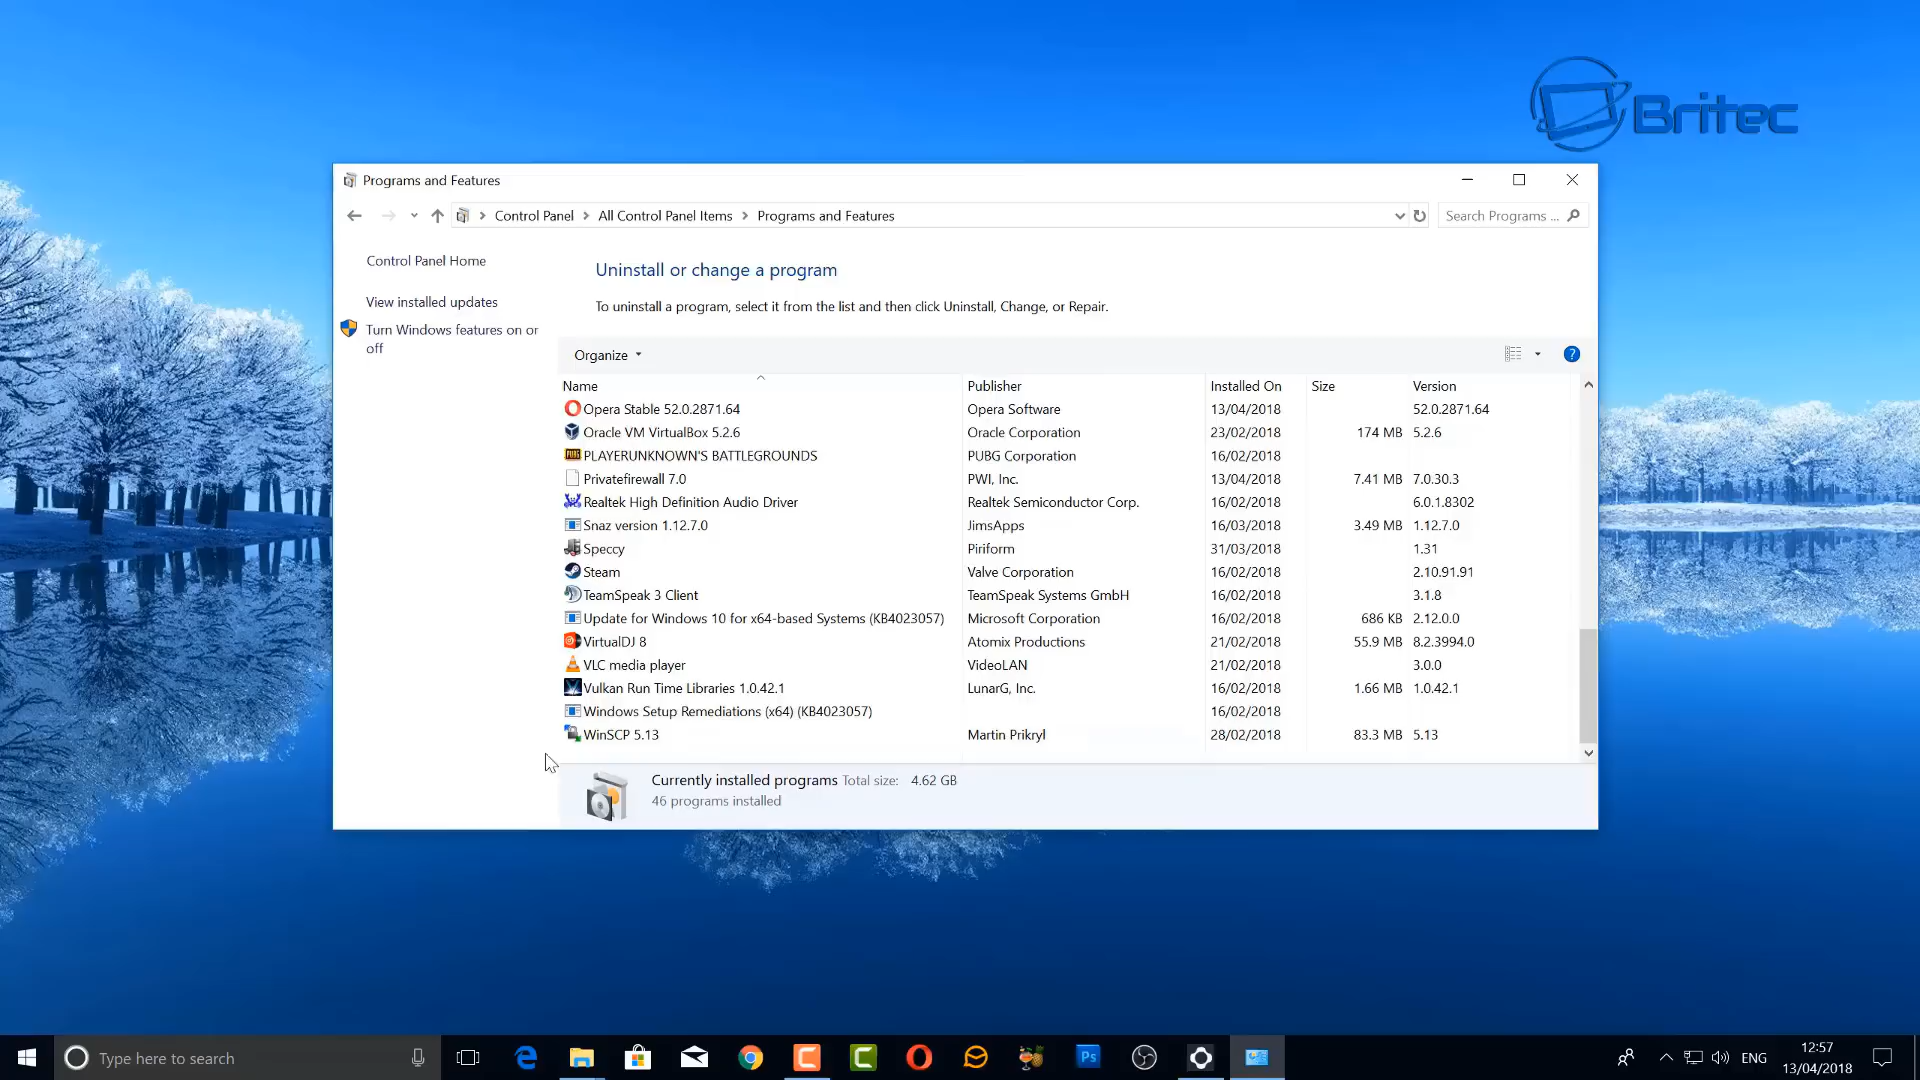 Britec
Programs and Features
Control Panel All Control Panel Items Programs and Features
Search Programs ...
Control Panel Home
View installed updates
Turn Windows features on or
off
Uninstall or change a program
To uninstall a program, select it from the list and then click Uninstall, Change, or Repair.
Organize
?
Name Publisher Installed On Size Version
Opera Stable 52.0.2871.64 Opera Software 13/04/2018 52.0.2871.64
Oracle VM VirtualBox 5.2.6 Oracle Corporation 23/02/2018 174 MB 5.2.6
PLAYERUNKNOWN'S BATTLEGROUNDS PUBG Corporation 16/02/2018
Privatefirewall 7.0 PWI, Inc. 13/04/2018 7.41 MB 7.0.30.3
Realtek High Definition Audio Driver Realtek Semiconductor Corp. 16/02/2018 6.0.1.8302
Snaz version 1.12.7.0 JimsApps 16/03/2018 3.49 MB 1.12.7.0
Speccy Piriform 31/03/2018 1.31
Steam Valve Corporation 16/02/2018 2.10.91.91
TeamSpeak 3 Client TeamSpeak Systems GmbH 16/02/2018 3.1.8
Update for Windows 10 for x64-based Systems (KB4023057) Microsoft Corporation 16/02/2018 686 KB 2.12.0.0
VirtualDJ 8 Atomix Productions 21/02/2018 55.9 MB 8.2.3994.0
VLC media player VideoLAN 21/02/2018 3.0.0
Vulkan Run Time Libraries 1.0.42.1 LunarG, Inc. 16/02/2018 1.66 MB 1.0.42.1
Windows Setup Remediations (x64) (KB4023057) 16/02/2018
WinSCP 5.13 Martin Prikryl 28/02/2018 83.3 MB 5.13
Currently installed programs Total size: 4.62 GB
46 programs installed
Type here to search
Ps
ENG
12:57
13/04/2018